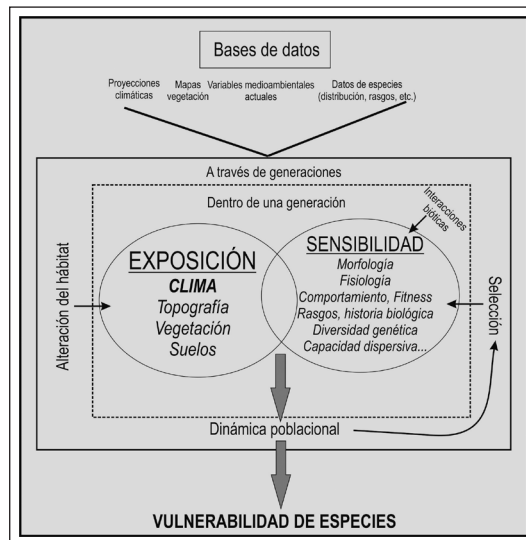 Bases de datos
Proyecciones
climáticas
Mapas
vegetación
Variables medioambientales
actuales
Datos de especies
(distribución, rasgos, etc.)
A través de generaciones
Dentro de una generación
Interacciones
bióticas
Alteración del hábitat
EXPOSICIÓN
CLIMA
Topografía
Vegetación
Suelos
SENSIBILIDAD
Morfología
Fisiología
Comportamiento, Fitness
Rasgos, historia biológica
Diversidad genética
Capacidad dispersiva...
Selección
Dinámica poblacional
VULNERABILIDAD DE ESPECIES